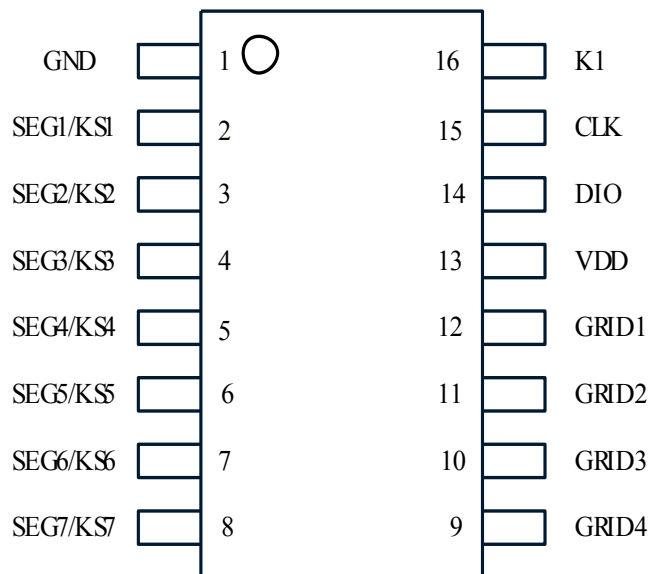 GND 1 16 K1
SEG1/KS1 2 15 CLK
SEG2/KS2 3 14 DIO
SEG3/KS3 4 13 VDD
SEG4/KS4 5 12 GRID1
SEG5/KS5 6 11 GRID2
SEG6/KS6 7 10 GRID3
SEG7/KS7 8 9 GRID4